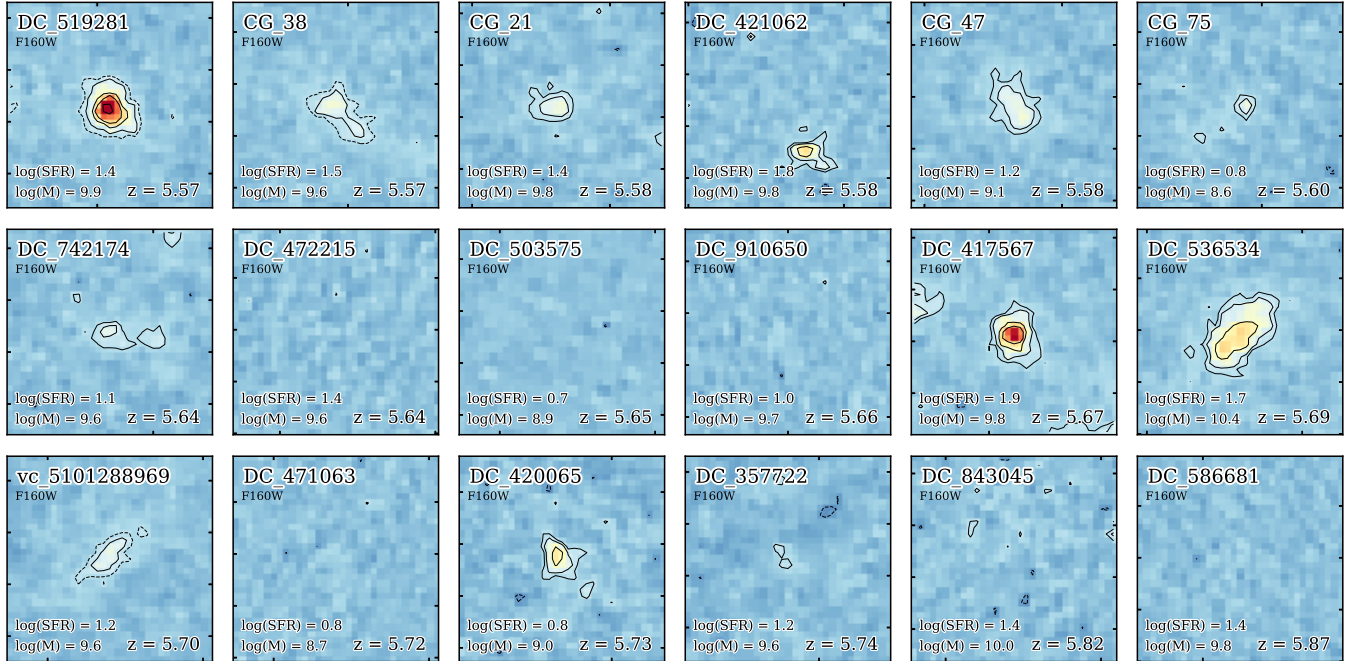 DC_519281
F160W
log(SFR) = 1.4
log(M) = 9.9
z = 5.57
CG_38
F160W
log(SFR) = 1.5
log(M) = 9.6
z = 5.57
CG_21
F160W
log(SFR) = 1.4
log(M) = 9.8
z = 5.58
DC_421062
F160W
log(SFR) = 1.8
log(M) = 9.8
z = 5.58
CG_47
F160W
log(SFR) = 1.2
log(M) = 9.1
z = 5.58
CG_75
F160W
log(SFR) = 0.8
log(M) = 8.6
z = 5.60
DC_742174
F160W
log(SFR) = 1.1
log(M) = 9.6
z = 5.64
DC_472215
F160W
log(SFR) = 1.4
log(M) = 9.6
z = 5.64
DC_503575
F160W
log(SFR) = 0.7
log(M) = 8.9
z = 5.65
DC_910650
F160W
log(SFR) = 1.0
log(M) = 9.7
z = 5.66
DC_417567
F160W
log(SFR) = 1.9
log(M) = 9.8
z = 5.67
DC_536534
F160W
log(SFR) = 1.7
log(M) = 10.4
z = 5.69
vc_5101288969
F160W
log(SFR) = 1.2
log(M) = 9.6
z = 5.70
DC_471063
F160W
log(SFR) = 0.8
log(M) = 8.7
z = 5.72
DC_420065
F160W
log(SFR) = 0.8
log(M) = 9.0
z = 5.73
DC_357722
F160W
log(SFR) = 1.2
log(M) = 9.6
z = 5.74
DC_843045
F160W
log(SFR) = 1.4
log(M) = 10.0
z = 5.82
DC_586681
F160W
log(SFR) = 1.4
log(M) = 9.8
z = 5.87